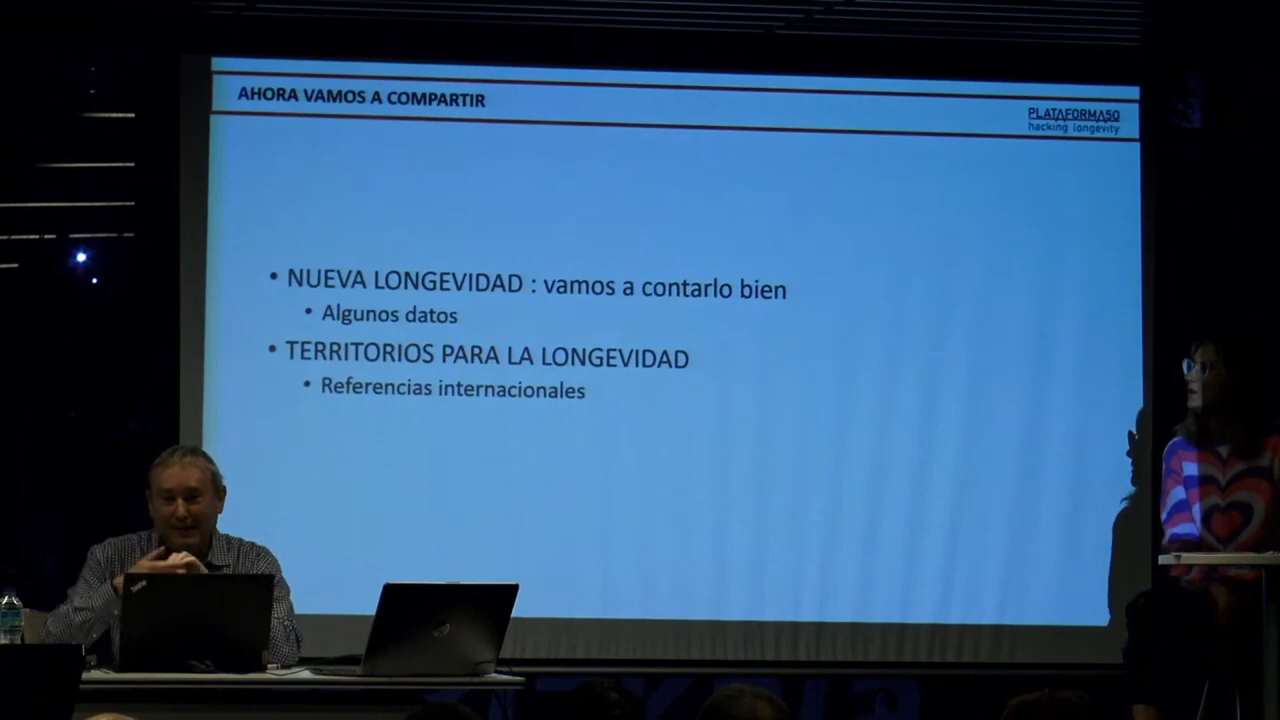 AHORA VAMOS A COMPARTIR
PLATAFORMA50
hacking longevity
• NUEVA LONGEVIDAD : vamos a contarlo bien
• Algunos datos
• TERRITORIOS PARA LA LONGEVIDAD
• Referencias internacionales